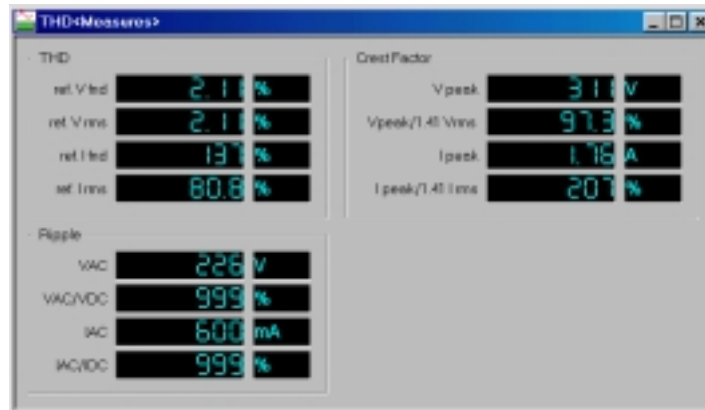 THD<Measures>
THD
ref. V fnd 2.11 %
ref. V rms 2.11 %
ref. I fnd 137 %
ref. I rms 80.8 %
Crest Factor
V peak 311 V
Vpeak/1.41 Vrms 97.3 %
I peak 1.76 A
I peak/1.41 I rms 207 %
Ripple
VAC 226 V
VAC/VDC 999 %
IAC 600 mA
IAC/IDC 999 %